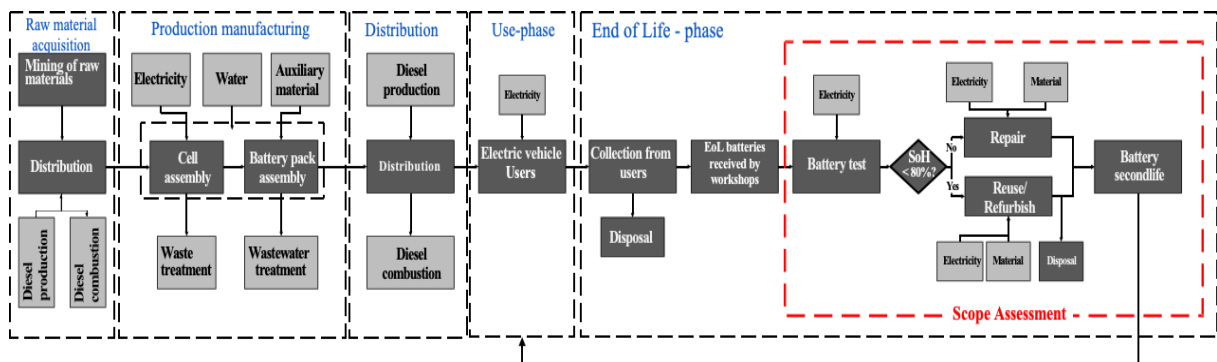 Raw material
acquisition
Mining of raw
materials
Distribution
Diesel
production
Diesel
combustion
Production manufacturing
Electricity
Water
Auxiliary
material
Cell
assembly
Battery pack
assembly
Waste
treatment
Wastewater
treatment
Distribution
Diesel
production
Distribution
Diesel
combustion
Use-phase
Electricity
Electric vehicle
Users
End of Life - phase
Collection from
users
Disposal
EoL batteries
received by
workshops
Electricity
Battery test
SoH
< 80%?
No
Yes
Electricity
Material
Repair
Reuse/
Refurbish
Electricity
Material
Disposal
Battery
secondlife
Scope Assessment